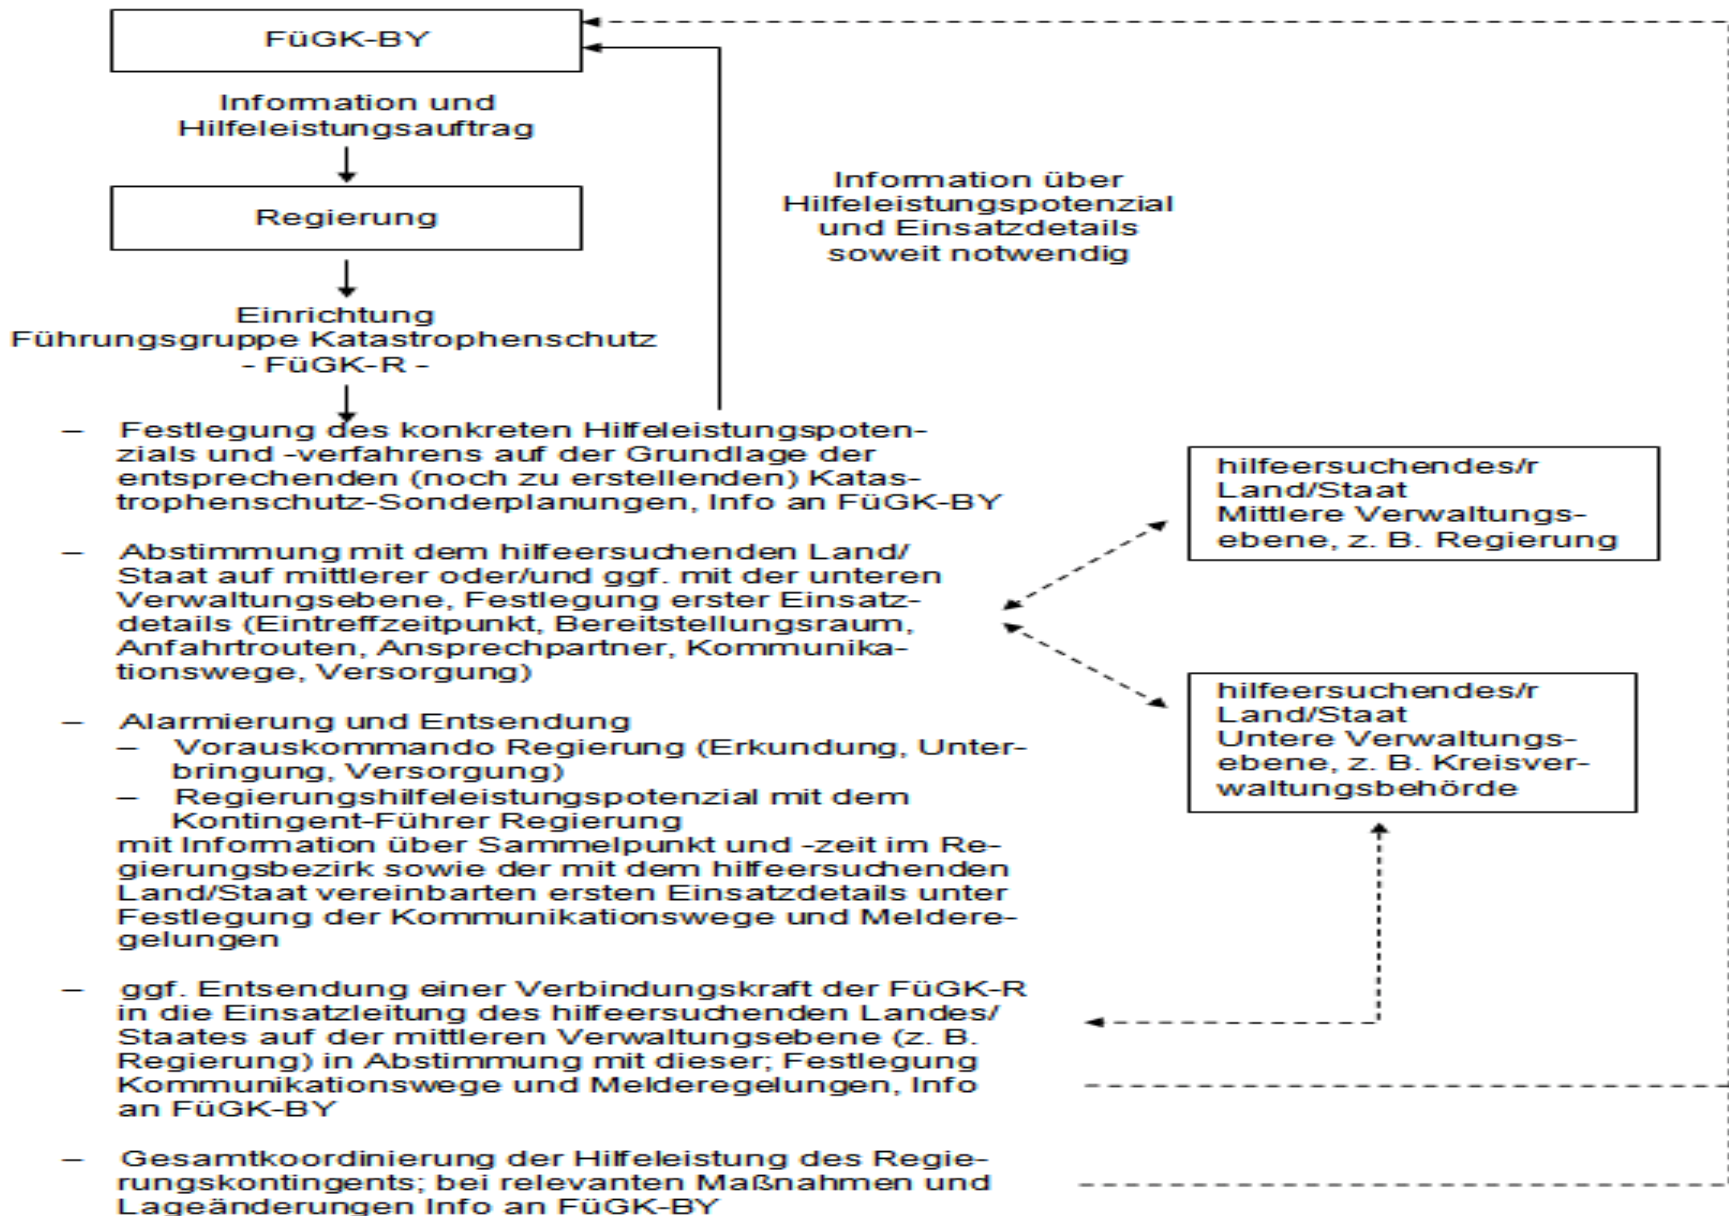 FüGK-BY
Information und
Hilfeleistungsauftrag
Regierung
Information über
Hilfeleistungspotenzial
und Einsatzdetails
soweit notwendig
Einrichtung
Führungsgruppe Katastrophenschutz
- FüGK-R -
– Festlegung des konkreten Hilfeleistungspoten-
zials und -verfahrens auf der Grundlage der
entsprechenden (noch zu erstellenden) Katas-
trophenschutz-Sonderplanungen, Info an FüGK-BY
– Abstimmung mit dem hilfeersuchenden Land/
Staat auf mittlerer oder/und ggf. mit der unteren
Verwaltungsebene, Festlegung erster Einsatz-
details (Eintreffzeitpunkt, Bereitstellungsraum,
Anfahrtrouten, Ansprechpartner, Kommunika-
tionswege, Versorgung)
hilfeersuchendes/r
Land/Staat
Mittlere Verwaltungs-
ebene, z. B. Regierung
hilfeersuchendes/r
Land/Staat
Untere Verwaltungs-
ebene, z. B. Kreisver-
waltungsbehörde
– Alarmierung und Entsendung
– Vorauskommando Regierung (Erkundung, Unter-
bringung, Versorgung)
– Regierungshilfeleistungspotenzial mit dem
Kontingent-Führer Regierung
mit Information über Sammelpunkt und -zeit im Re-
gierungsbezirk sowie der mit dem hilfeersuchenden
Land/Staat vereinbarten ersten Einsatzdetails unter
Festlegung der Kommunikationswege und Meldere-
gelungen
– ggf. Entsendung einer Verbindungskraft der FüGK-R
in die Einsatzleitung des hilfeersuchenden Landes/
Staates auf der mittleren Verwaltungsebene (z. B.
Regierung) in Abstimmung mit dieser; Festlegung
Kommunikationswege und Melderegelungen, Info
an FüGK-BY
– Gesamtkoordinierung der Hilfeleistung des Regie-
rungskontingents; bei relevanten Maßnahmen und
Lageänderungen Info an FüGK-BY